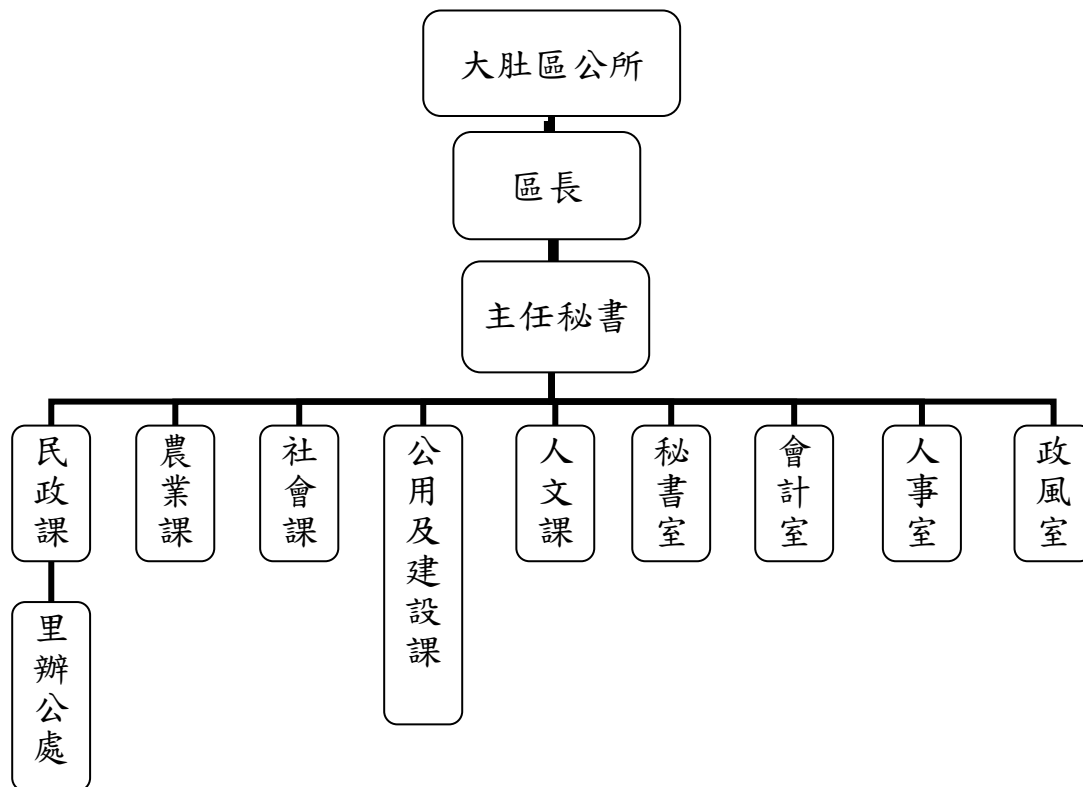 大肚區公所
區長
主任秘書
民政課
農業課
社會課
公用及建設課
人文課
秘書室
會計室
人事室
政風室
里辦公處